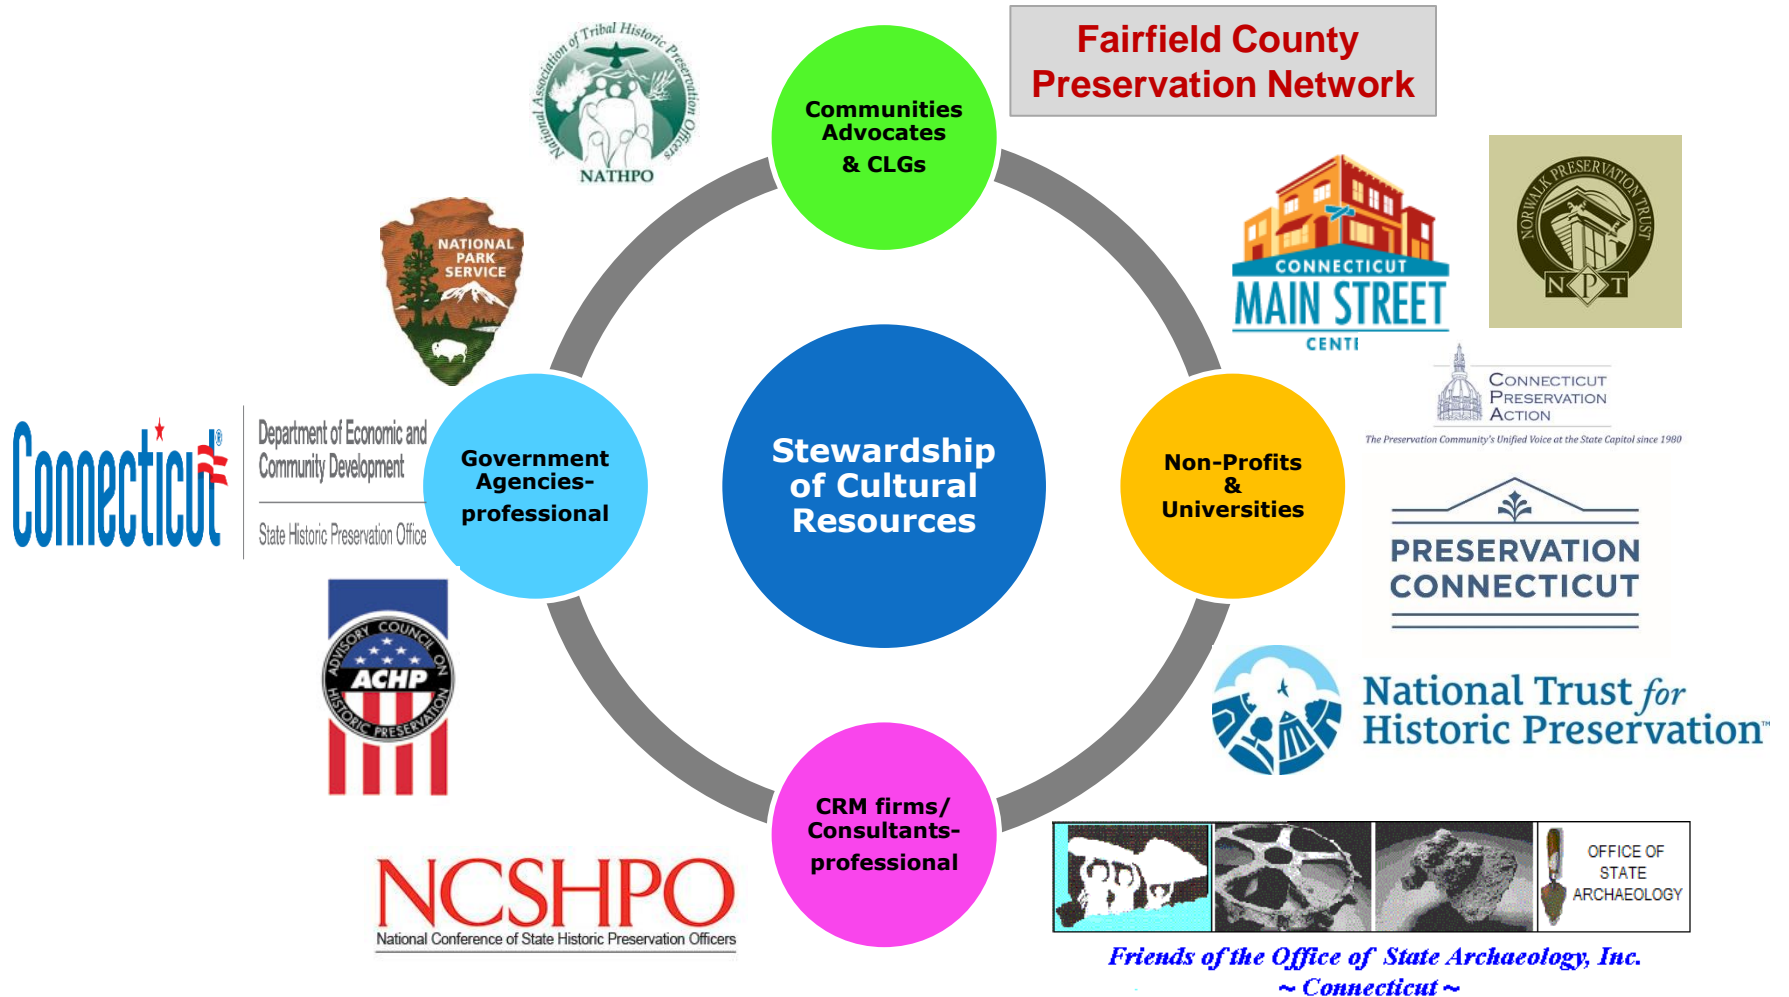 Fairfield County
Preservation Network
National Association of Tribal Historic Preservation Officers
NATHPO
Communities
Advocates
& CLGs
NATIONAL
PARK
SERVICE
CONNECTICUT
MAIN STREET
CENTE
NORWALK PRESERVATION TRUST
NPT
CONNECTICUT
PRESERVATION
ACTION
The Preservation Community's Unified Voice at the State Capitol since 1980
Connecticut®
Department of Economic and
Community Development
State Historic Preservation Office
Government
Agencies-
professional
Stewardship
of Cultural
Resources
Non-Profits
&
Universities
PRESERVATION
CONNECTICUT
ADVISORY COUNCIL ON
ACHP
HISTORIC PRESERVATION
National Trust for
Historic Preservation™
CRM firms/
Consultants-
professional
NCSHPO
National Conference of State Historic Preservation Officers
OFFICE OF
STATE
ARCHAEOLOGY
Friends of the Office of State Archaeology, Inc.
~ Connecticut ~